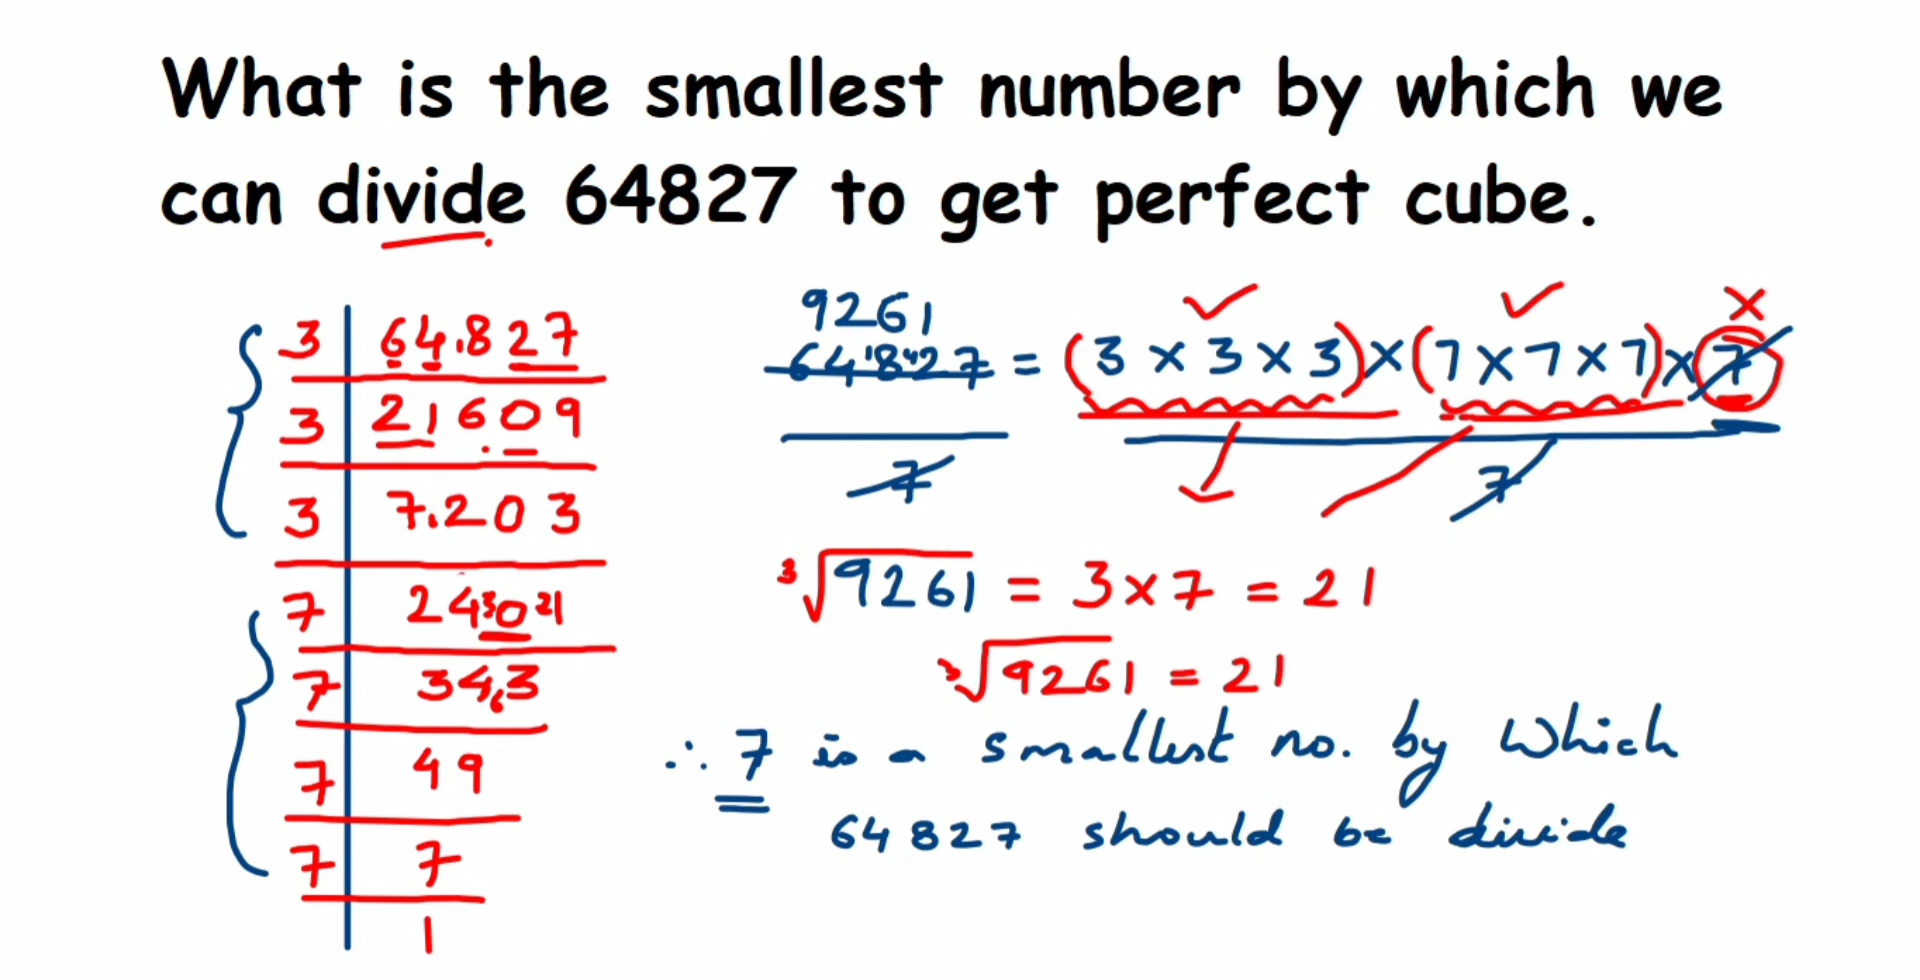 What is the smallest number by which we
can divide 64827 to get perfect cube.
3 | 64827
3 | 21609
3 | 7203
7 | 2401
7 | 343
7 | 49
7 | 7
1
9261
64827 = (3 × 3 × 3) × (7 × 7 × 7) × 7
7 7
∛9261 = 3 × 7 = 21
∛9261 = 21
∴ 7 is a smallest no. by which
64827 should be divide